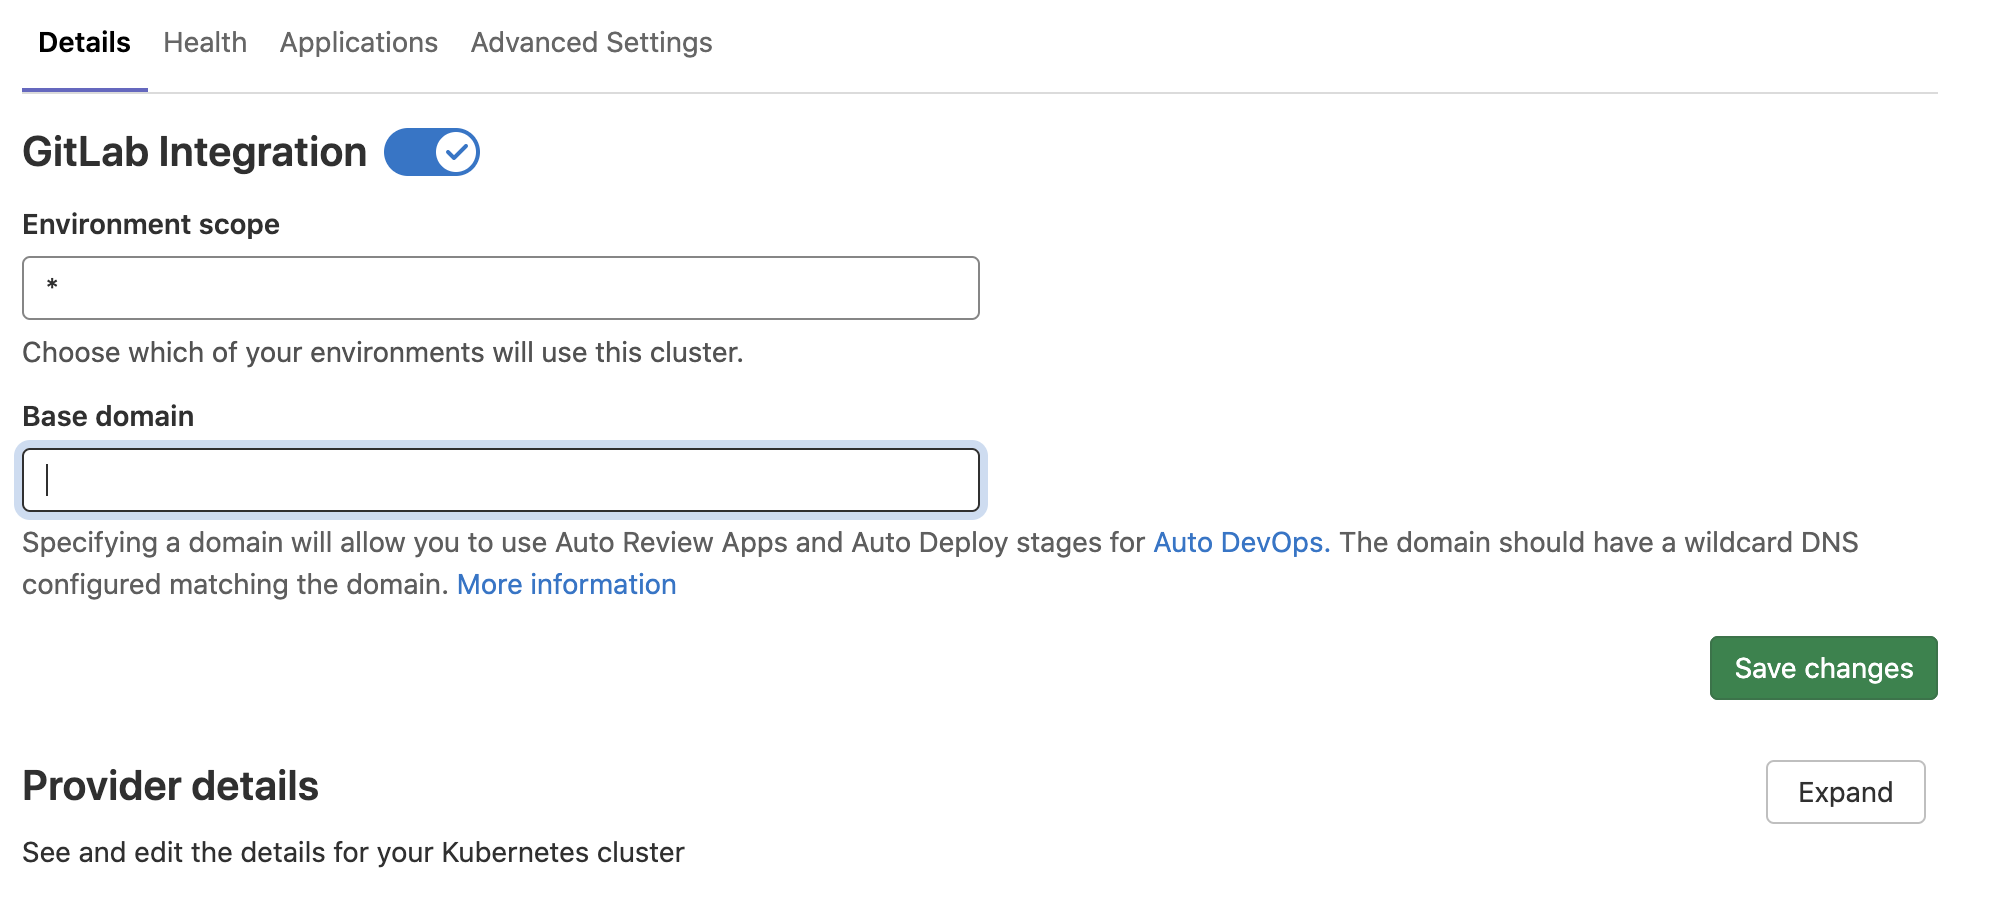 Details Health Applications Advanced Settings
GitLab Integration
Environment scope
*
Choose which of your environments will use this cluster.
Base domain
Specifying a domain will allow you to use Auto Review Apps and Auto Deploy stages for Auto DevOps. The domain should have a wildcard DNS
configured matching the domain. More information
Save changes
Provider details
Expand
See and edit the details for your Kubernetes cluster